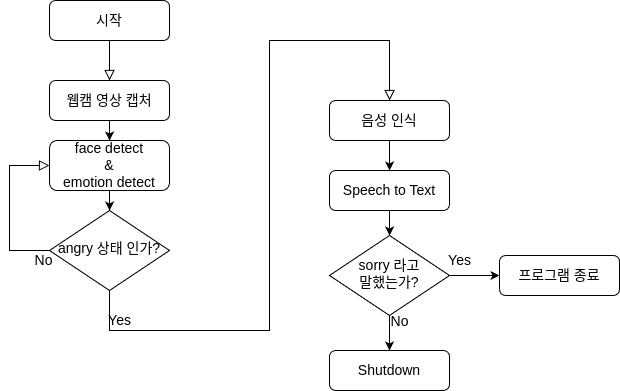 시작
웹캠 영상 캡처
face detect
&
emotion detect
angry 상태 인가?
No
Yes
음성 인식
Speech to Text
sorry 라고
말했는가?
Yes
프로그램 종료
No
Shutdown